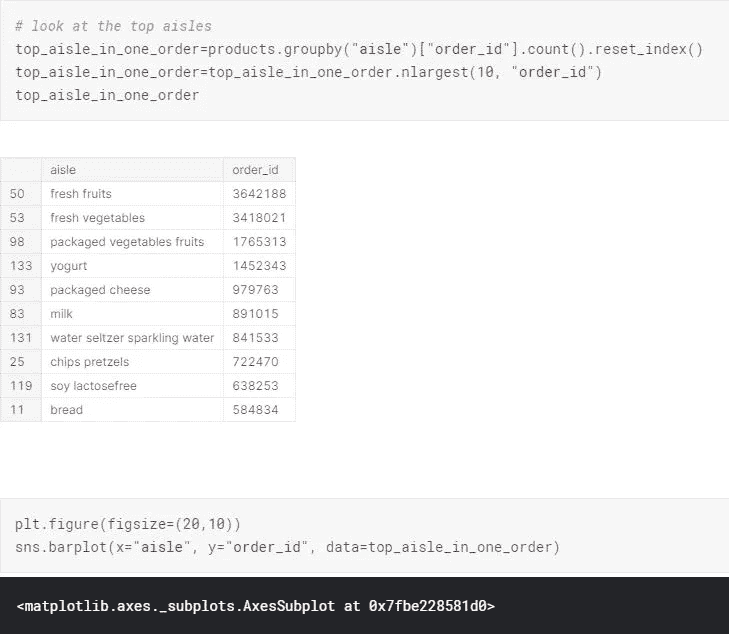 # look at the top aisles
top_aisle_in_one_order=products.groupby("aisle")["order_id"].count().reset_index()
top_aisle_in_one_order=top_aisle_in_one_order.nlargest(10, "order_id")
top_aisle_in_one_order
aisle order_id
50 fresh fruits 3642188
53 fresh vegetables 3418021
98 packaged vegetables fruits 1765313
133 yogurt 1452343
93 packaged cheese 979763
83 milk 891015
131 water seltzer sparkling water 841533
25 chips pretzels 722470
119 soy lactosefree 638253
11 bread 584834
plt.figure(figsize=(20,10))
sns.barplot(x="aisle", y="order_id", data=top_aisle_in_one_order)
<matplotlib.axes._subplots.AxesSubplot at 0x7fbe228581d0>